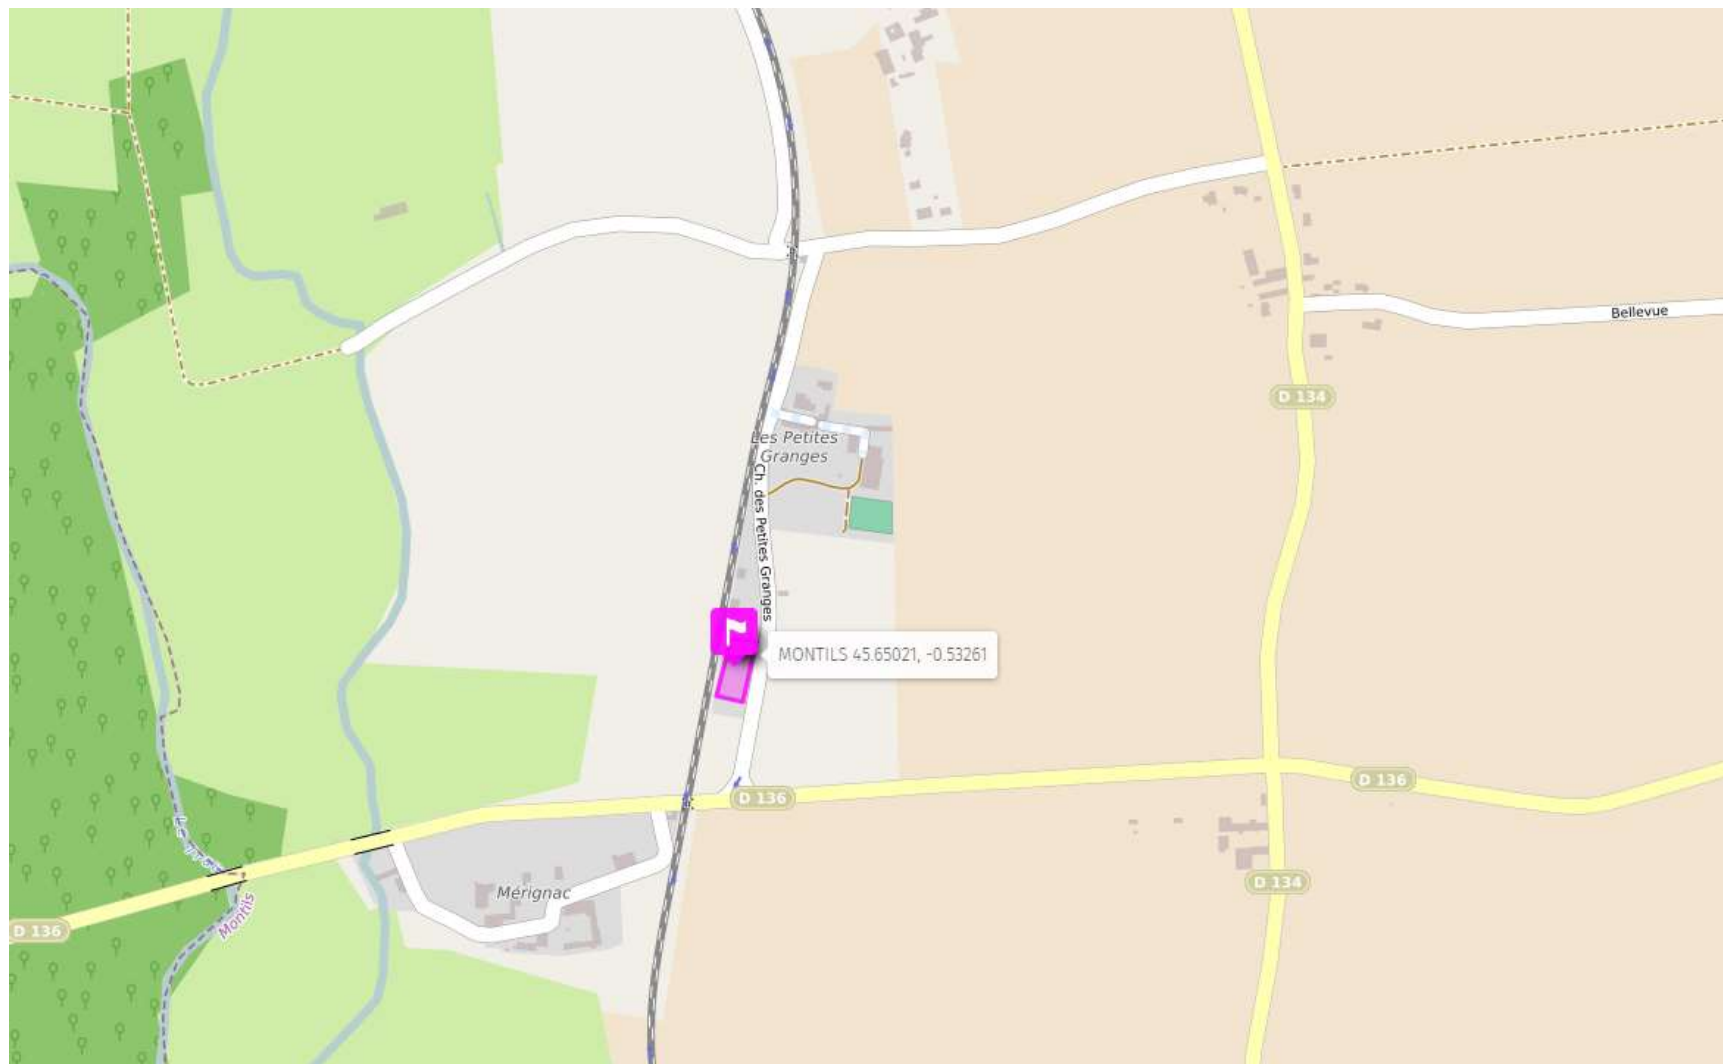 Bellevue
D 134
Les Petites
Granges
Ch. des Petites Granges
MONTILS 45.65021, -0.53261
D 136
D 136
Mérignac
D 134
Montils
D 136